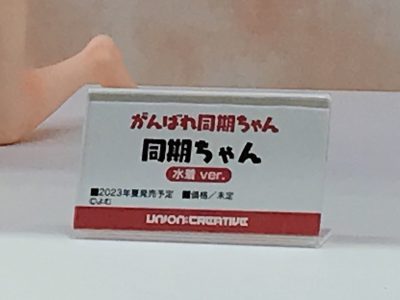 がんばれ同期ちゃん
同期ちゃん
水着 ver.
■2023年夏発売予定 ■価格／未定
©よむ
UNION CREATIVE